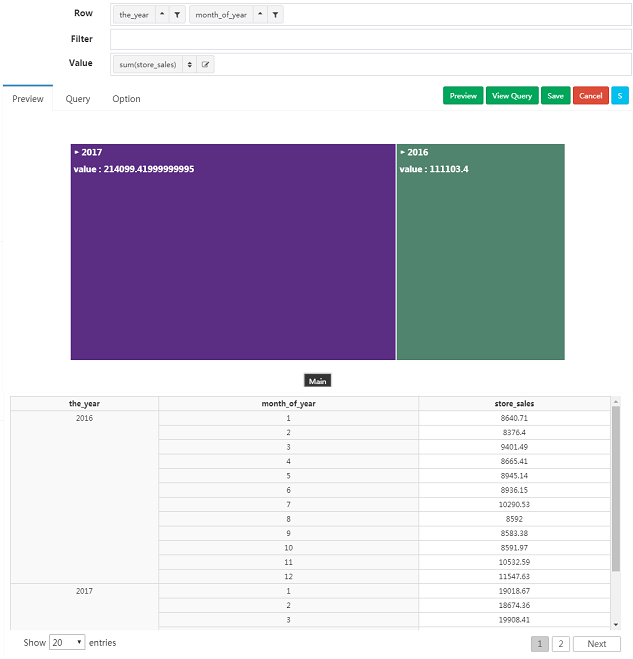 Row the_year month_of_year
Filter
Value sum(store_sales)
Preview Query Option Preview View Query Save Cancel S
2017 2016
value : 214099.41999999995 value : 111103.4
Main
the_year month_of_year store_sales
2016 1 8640.71
2 8376.4
3 9401.49
4 8665.41
5 8945.14
6 8936.15
7 10290.53
8 8592
9 8583.38
10 8591.97
11 10532.59
12 11547.63
2017 1 19018.67
2 18674.36
3 19908.41
Show 20 entries 1 2 Next